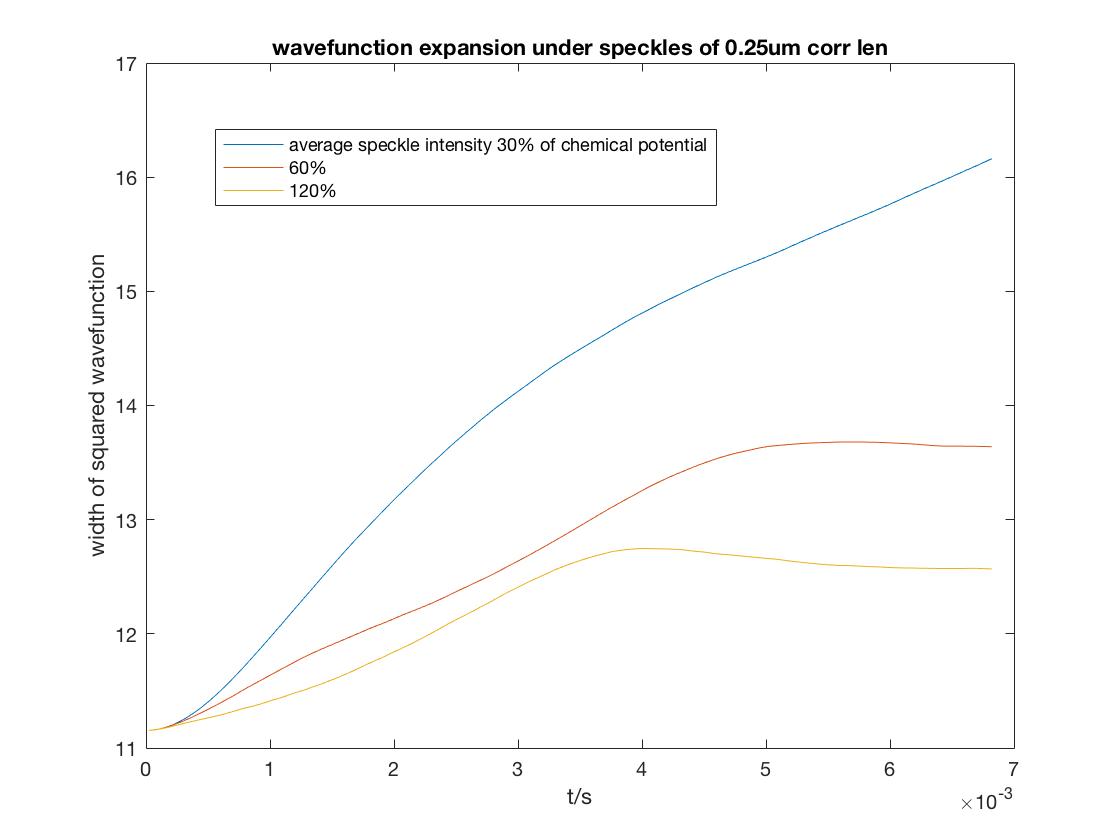 wavefunction expansion under speckles of 0.25um corr len
17
average speckle intensity 30% of chemical potential
60%
120%
16
15
14
13
12
11
width of squared wavefunction
0 1 2 3 4 5 6 7
t/s
×10-3